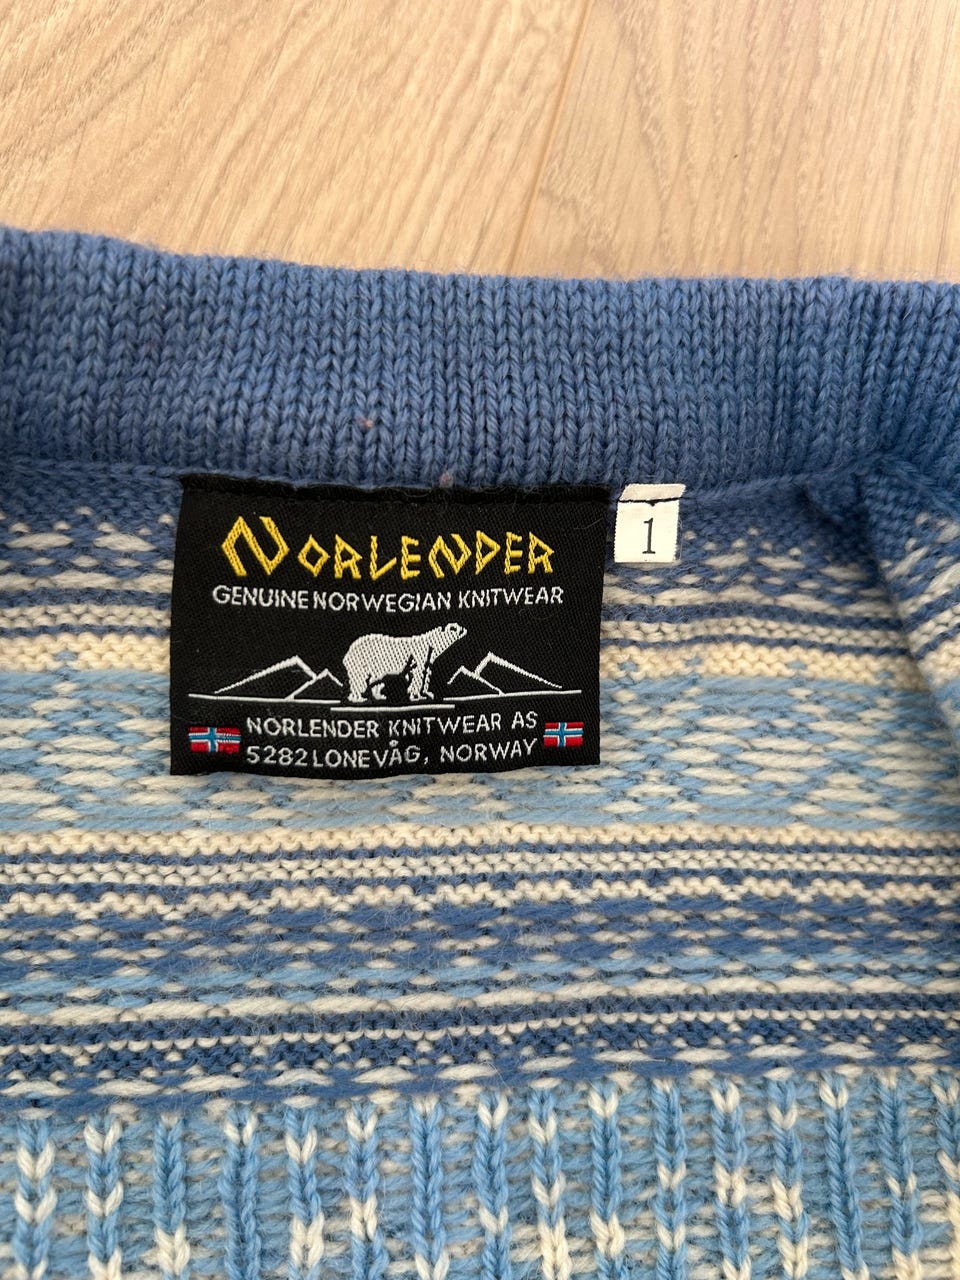 NORLENDER
GENUINE NORWEGIAN KNITWEAR
NORLENDER KNITWEAR AS
5282 LONEVÅG, NORWAY
1